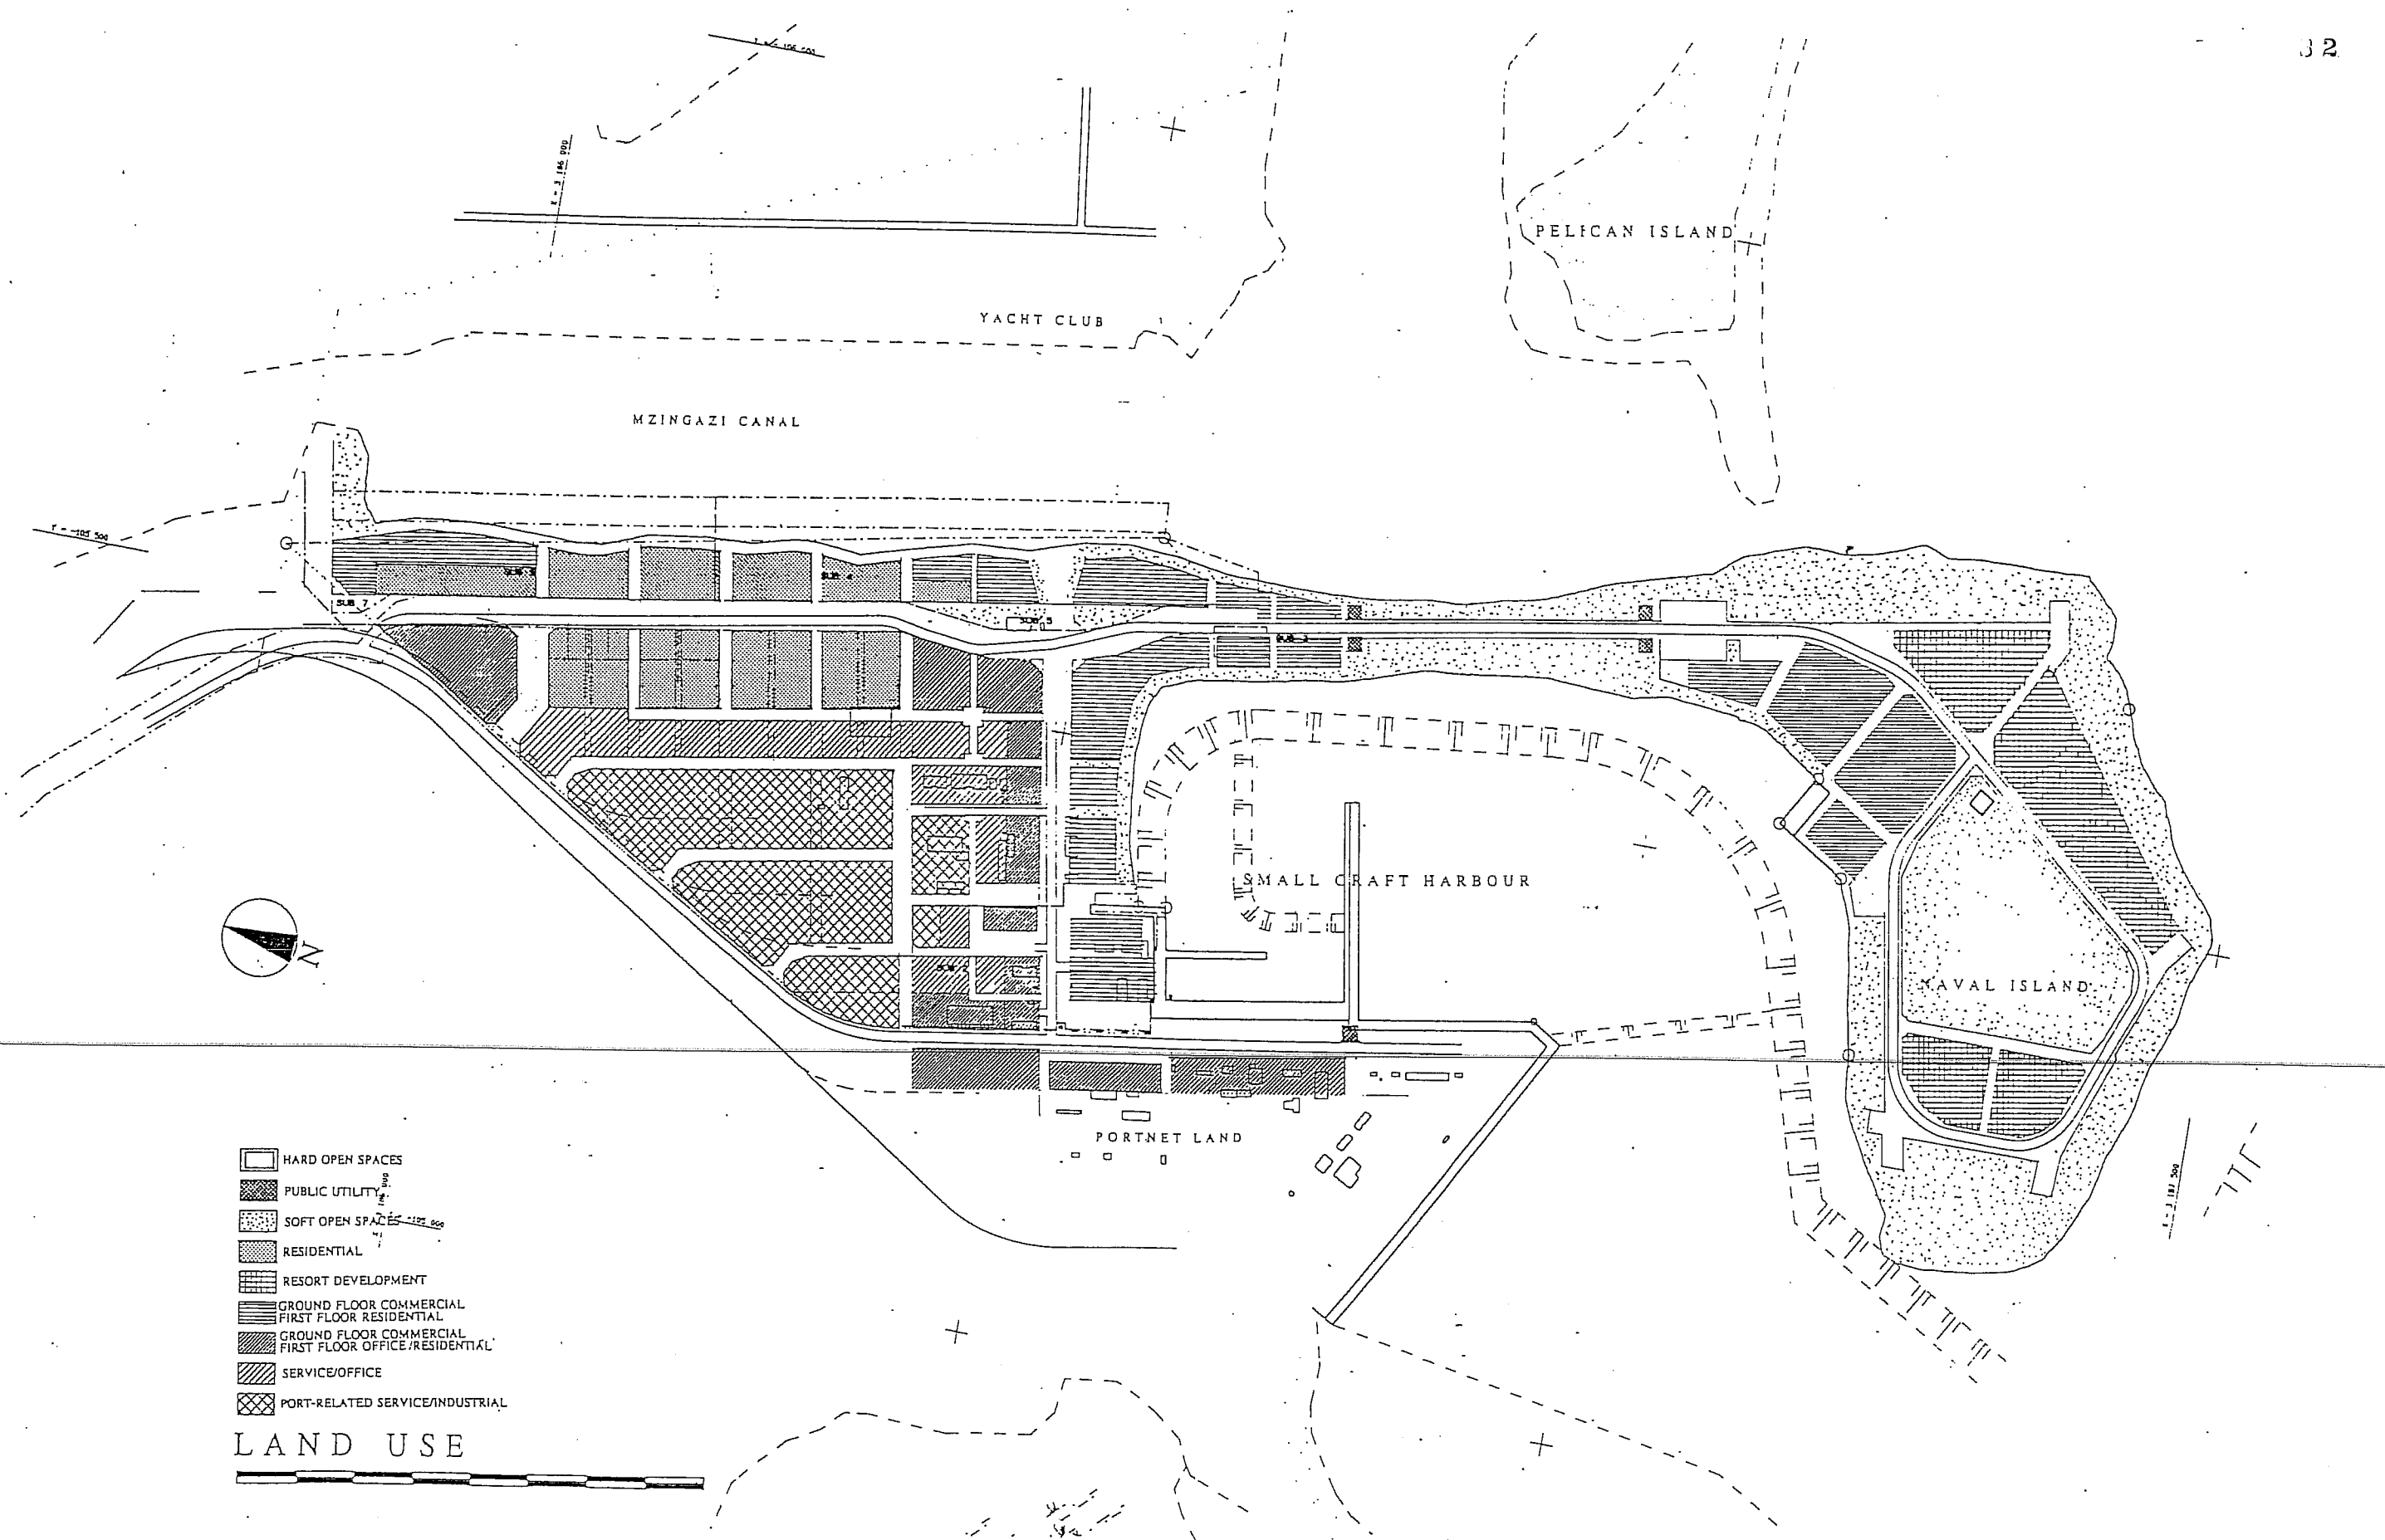 32
PELICAN ISLAND
YACHT CLUB
MZINGAZI CANAL
SUB 7
SUB 4
SUB 5
SMALL CRAFT HARBOUR
NAVAL ISLAND
PORTNET LAND
N
HARD OPEN SPACES
PUBLIC UTILITY
SOFT OPEN SPACES
RESIDENTIAL
RESORT DEVELOPMENT
GROUND FLOOR COMMERCIAL
FIRST FLOOR RESIDENTIAL
GROUND FLOOR COMMERCIAL
FIRST FLOOR OFFICE/RESIDENTIAL
SERVICE/OFFICE
PORT-RELATED SERVICE/INDUSTRIAL
LAND USE